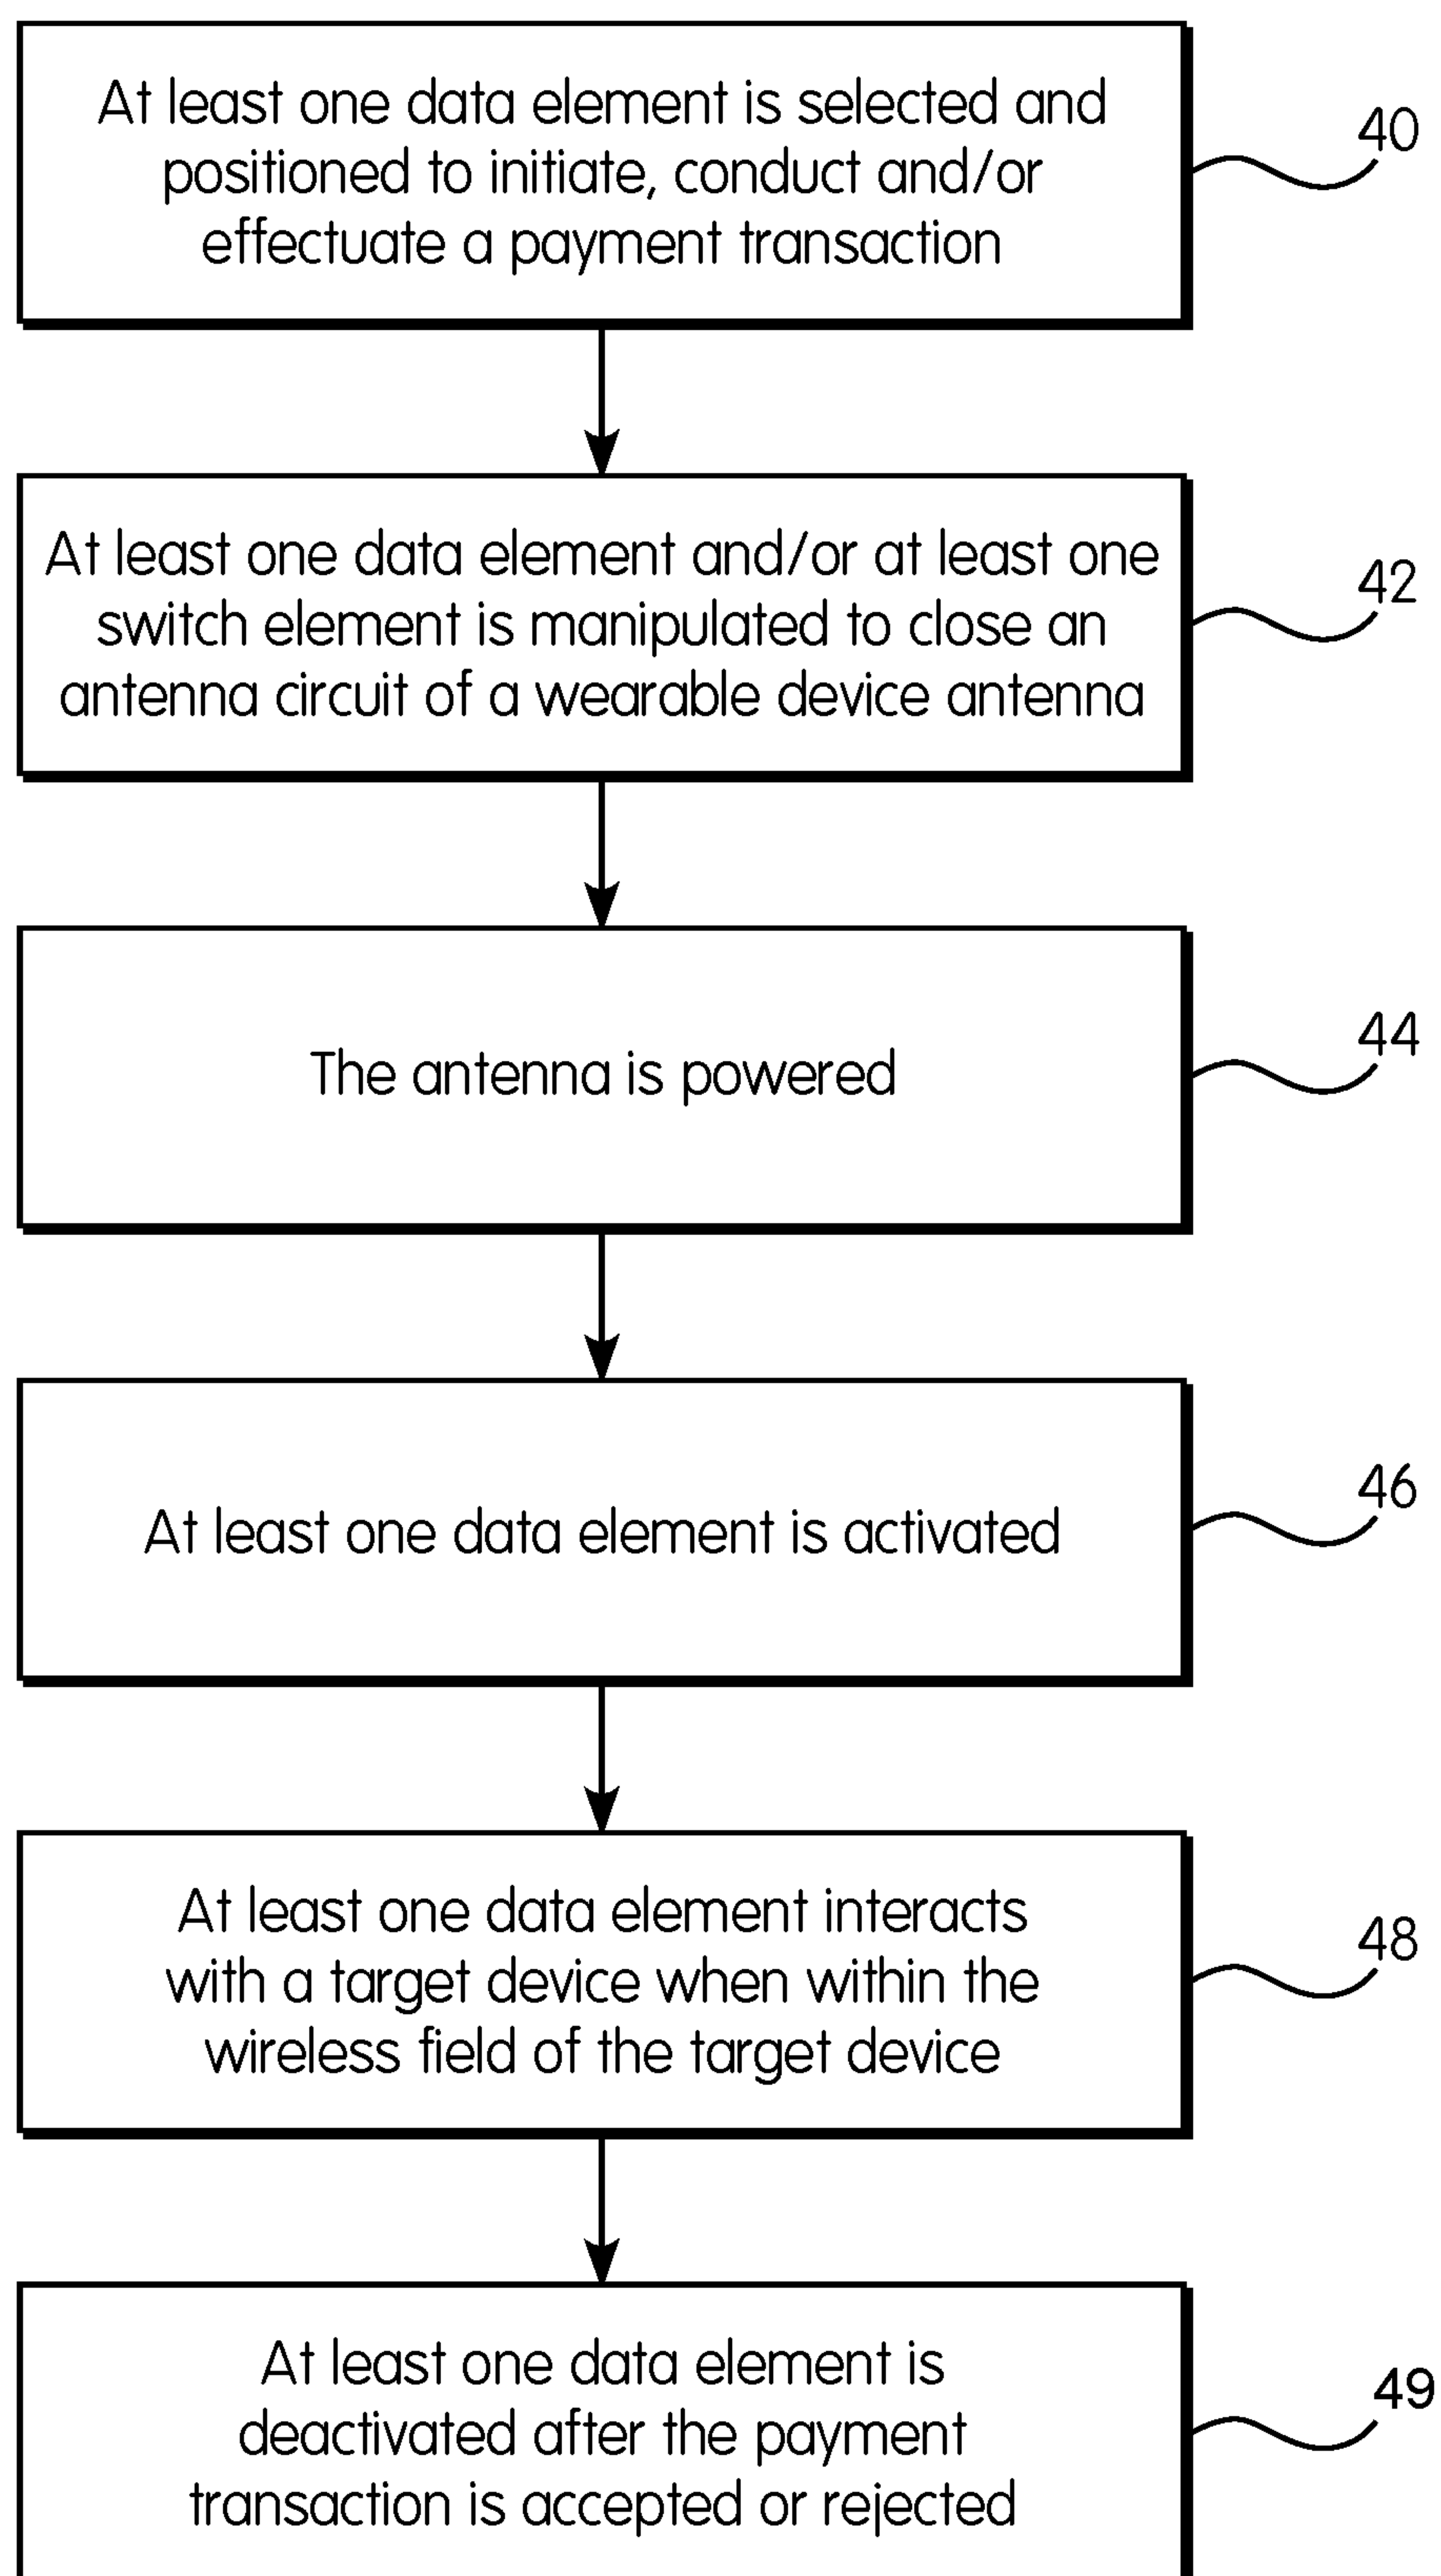 At least one data element is selected and
positioned to initiate, conduct and/or
effectuate a payment transaction
40
At least one data element and/or at least one
switch element is manipulated to close an
antenna circuit of a wearable device antenna
42
The antenna is powered
44
At least one data element is activated
46
At least one data element interacts
with a target device when within the
wireless field of the target device
48
At least one data element is
deactivated after the payment
transaction is accepted or rejected
49